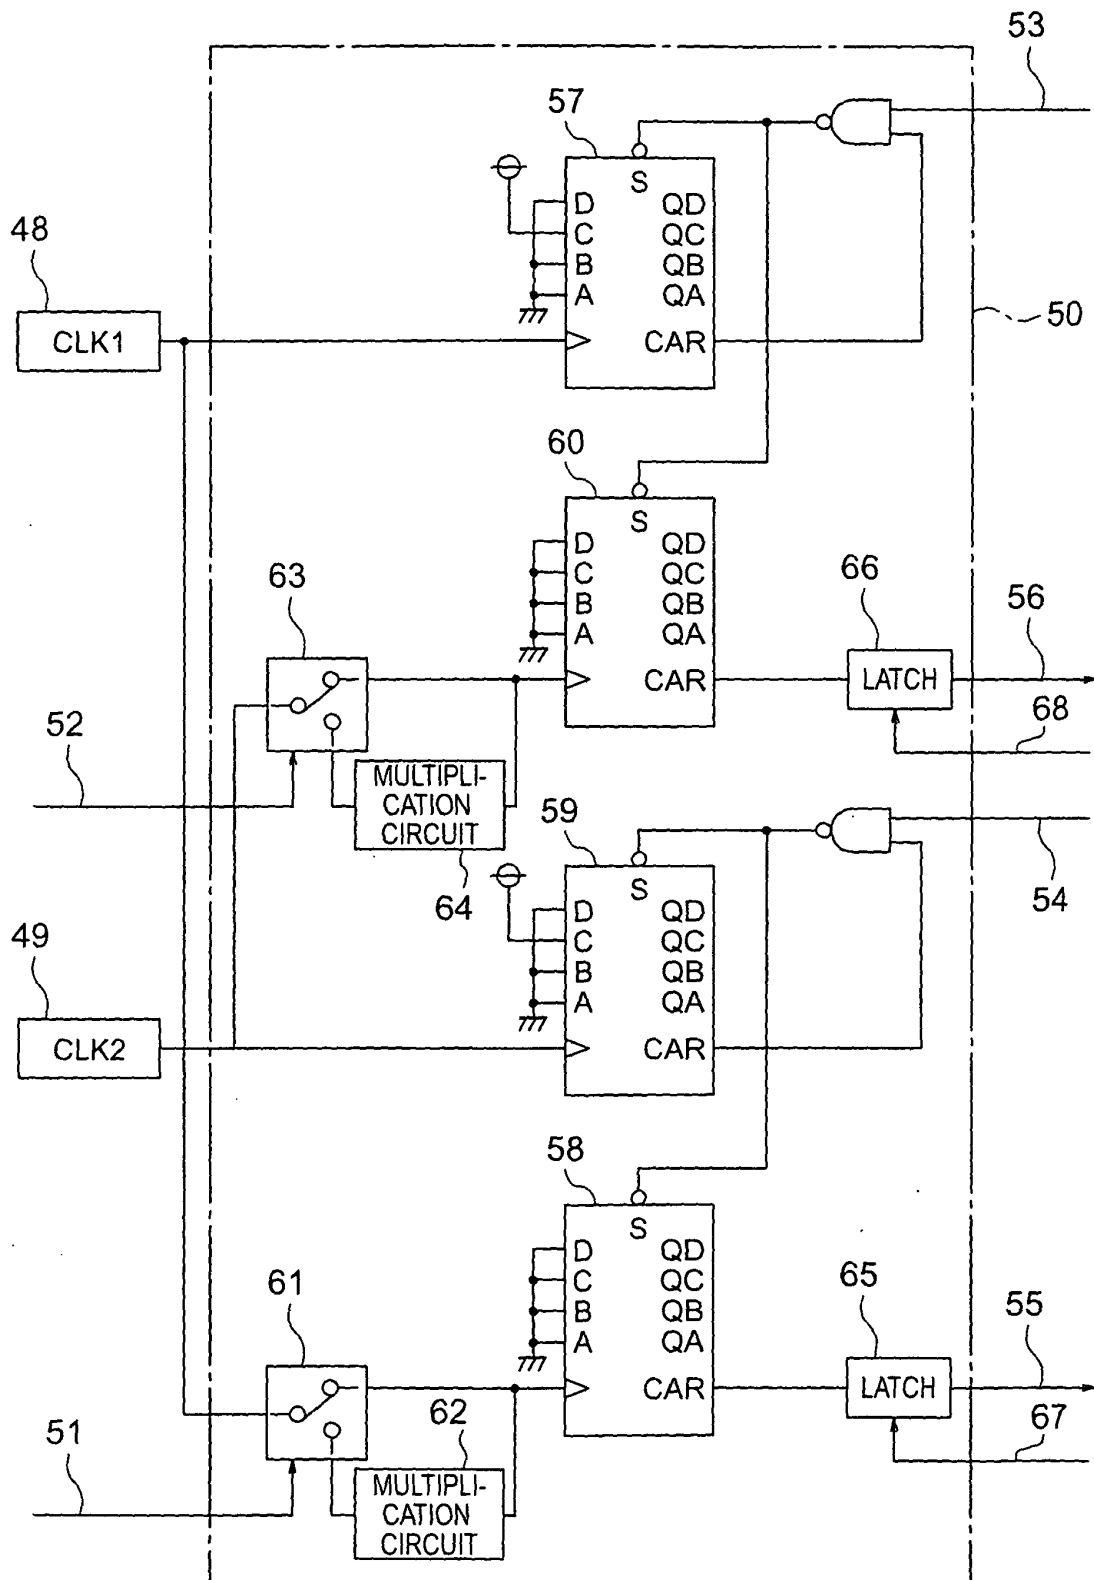 53
57
S
D QD
C QC
B QB
A QA
CAR
48
CLK1
50
60
S
D QD
C QC
B QB
A QA
CAR
63
66
LATCH
56
68
52
MULTIPLI-
CATION
CIRCUIT
64
59
S
D QD
C QC
B QB
A QA
CAR
54
49
CLK2
58
S
D QD
C QC
B QB
A QA
CAR
61
65
LATCH
55
67
62
51
MULTIPLI-
CATION
CIRCUIT